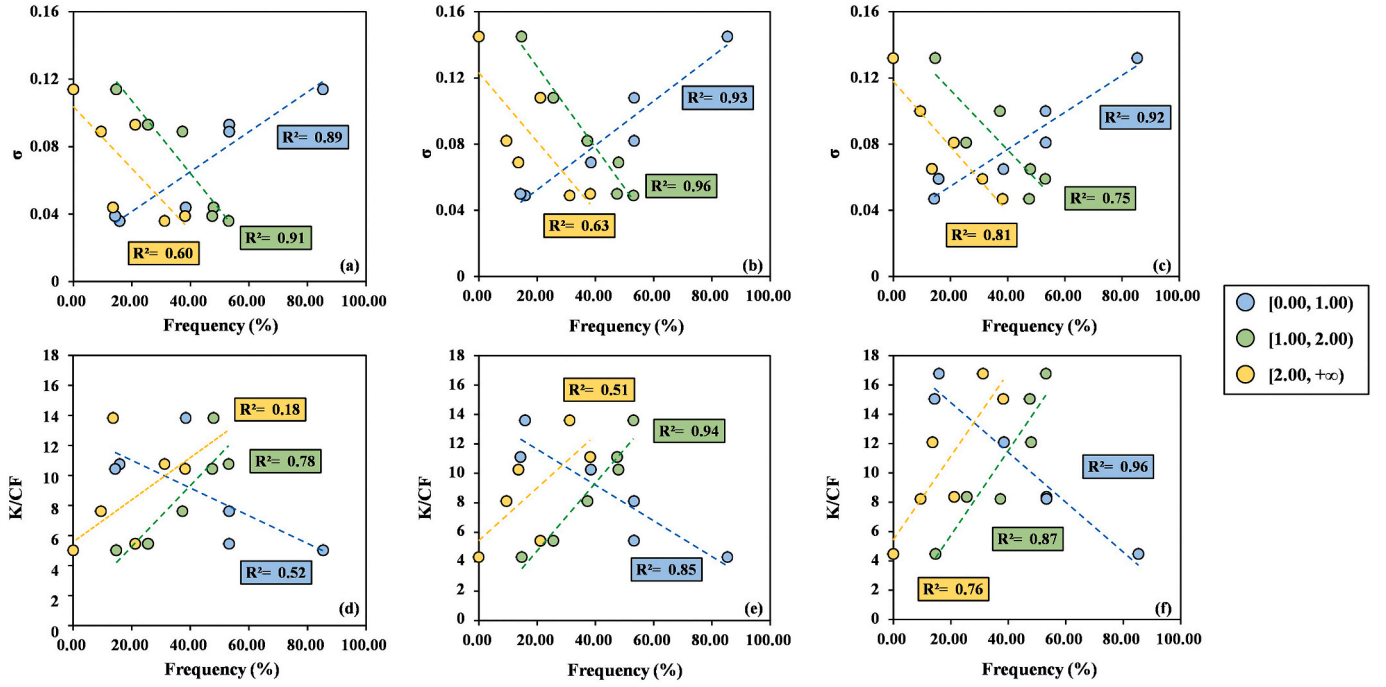 0.16
0.12
0.08
0.04
0
σ
R²= 0.89
R²= 0.60
R²= 0.91
(a)
0.00 20.00 40.00 60.00 80.00 100.00
Frequency (%)
0.16
0.12
0.08
0.04
0
σ
R²= 0.93
R²= 0.96
R²= 0.63
(b)
0.00 20.00 40.00 60.00 80.00 100.00
Frequency (%)
0.16
0.12
0.08
0.04
0
σ
R²= 0.92
R²= 0.75
R²= 0.81
(c)
0.00 20.00 40.00 60.00 80.00 100.00
Frequency (%)
[0.00, 1.00)
[1.00, 2.00)
[2.00, +∞)
18
16
14
12
10
8
6
4
2
0
K/CF
R²= 0.18
R²= 0.78
R²= 0.52
(d)
0.00 20.00 40.00 60.00 80.00 100.00
Frequency (%)
18
16
14
12
10
8
6
4
2
0
K/CF
R²= 0.51
R²= 0.94
R²= 0.85
(e)
0.00 20.00 40.00 60.00 80.00 100.00
Frequency (%)
18
16
14
12
10
8
6
4
2
0
K/CF
R²= 0.96
R²= 0.87
R²= 0.76
(f)
0.00 20.00 40.00 60.00 80.00 100.00
Frequency (%)